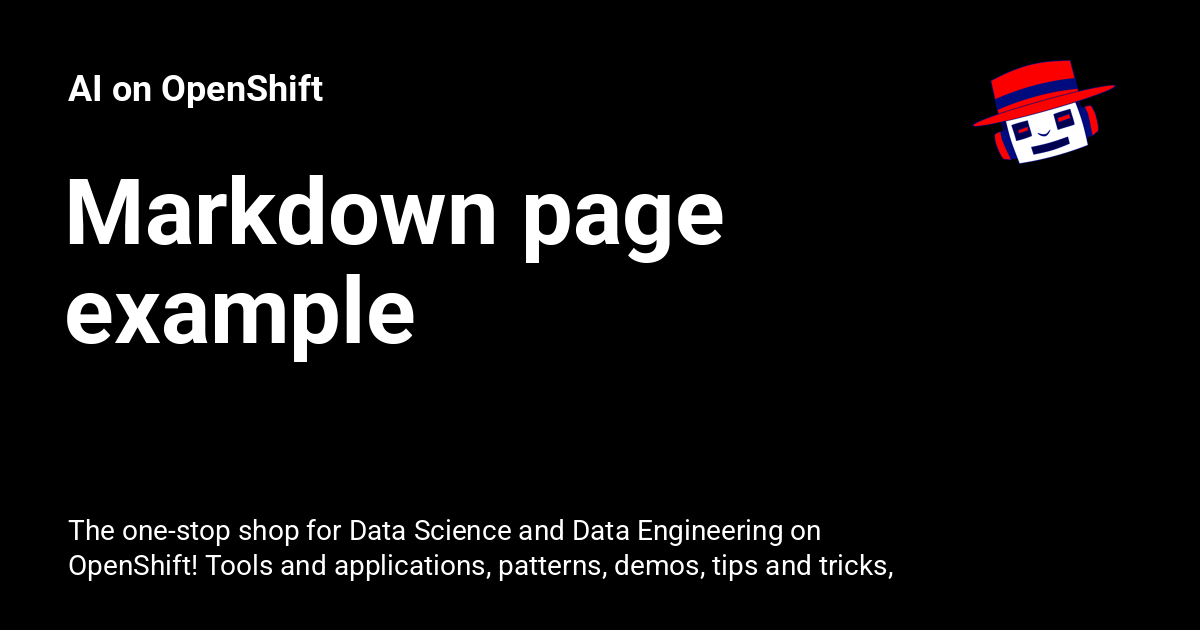 AI on OpenShift
Markdown page
example
The one-stop shop for Data Science and Data Engineering on
OpenShift! Tools and applications, patterns, demos, tips and tricks,